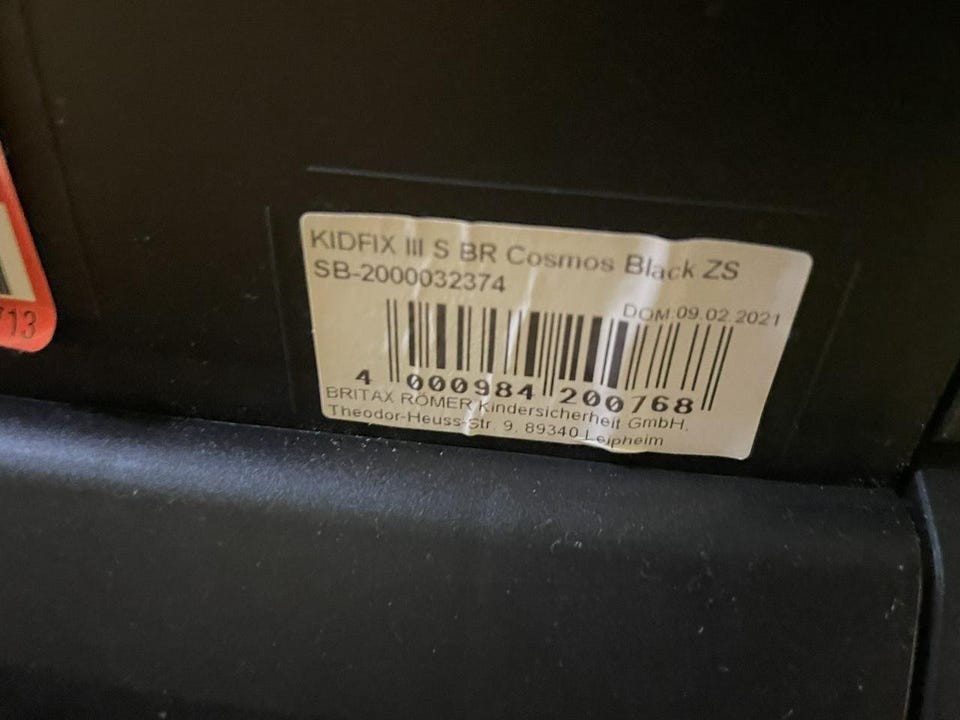 KIDFIX III S BR Cosmos Black ZS
SB-2000032374
DOM:09.02.2021
4 000984 200768
BRITAX RÖMER Kindersicherheit GmbH,
Theodor-Heuss-Str. 9, 89340 Leipheim
13